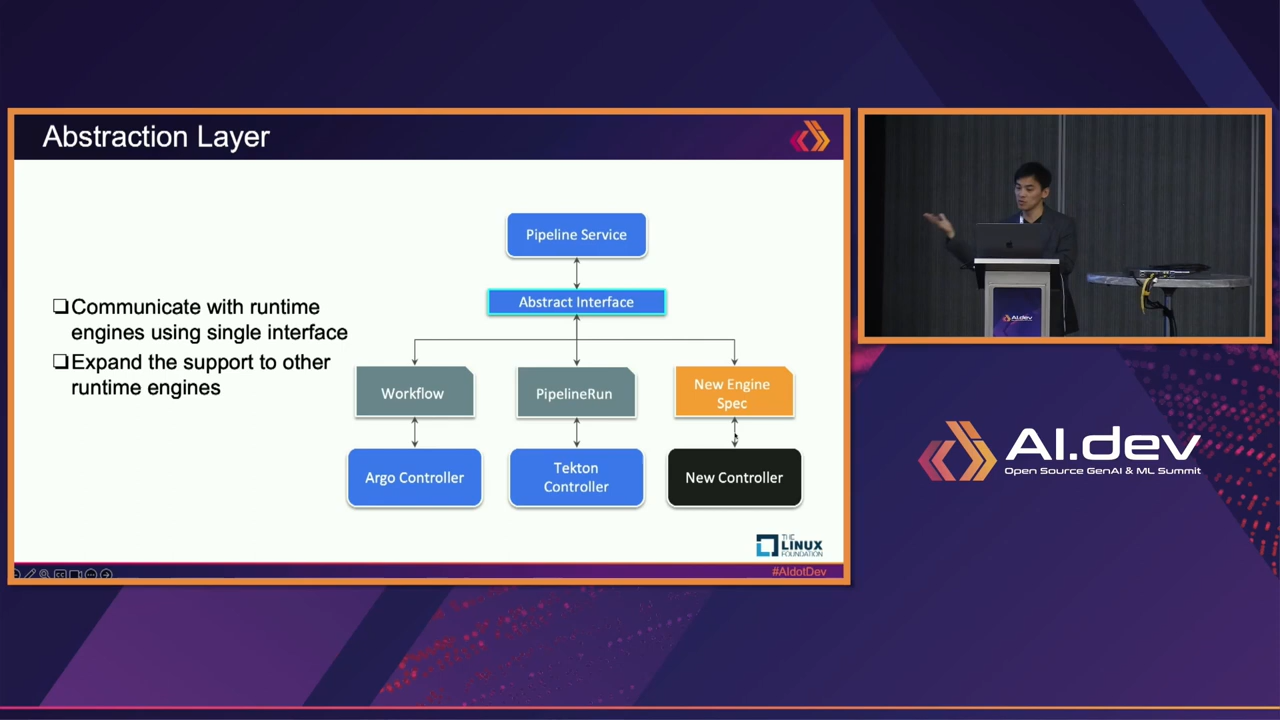 Abstraction Layer
❑Communicate with runtime
engines using single interface
❑Expand the support to other
runtime engines
Pipeline Service
Abstract Interface
Workflow
PipelineRun
New Engine
Spec
Argo Controller
Tekton
Controller
New Controller
THE
LINUX
FOUNDATION
#AIdotDev
AI.dev
AI.dev
Open Source GenAI & ML Summit